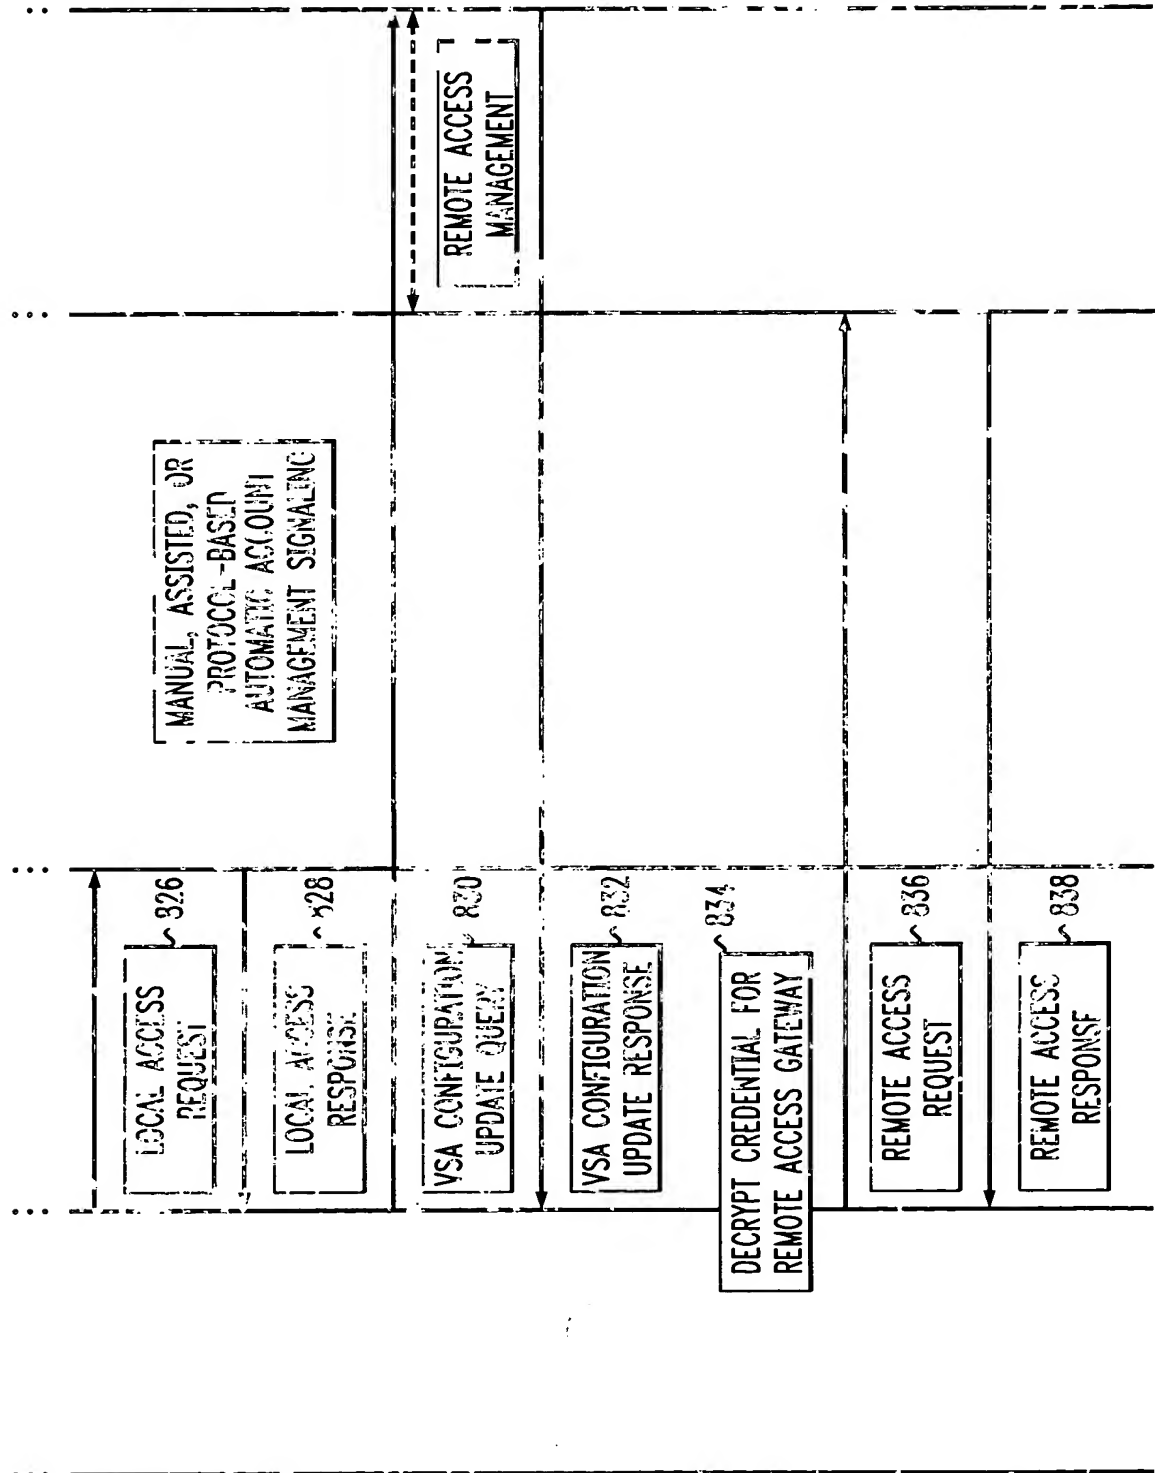 LOCAL ACCESS
REQUEST
826
LOCAL ACCESS
RESPONSE
828
MANUAL, ASSISTED, OR
PROTOCOL-BASED
AUTOMATIC ACCOUNT
MANAGEMENT SIGNALING
VSA CONFIGURATION
UPDATE QUERY
830
REMOTE ACCESS
MANAGEMENT
VSA CONFIGURATION
UPDATE RESPONSE
832
DECRYPT CREDENTIAL FOR
REMOTE ACCESS GATEWAY
834
REMOTE ACCESS
REQUEST
836
REMOTE ACCESS
RESPONSE
838